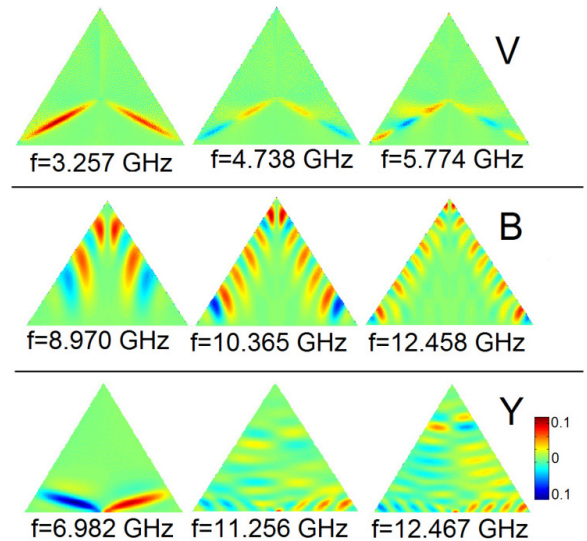 V
f=3.257 GHz f=4.738 GHz f=5.774 GHz
B
f=8.970 GHz f=10.365 GHz f=12.458 GHz
Y
0.1
0
0.1
f=6.982 GHz f=11.256 GHz f=12.467 GHz